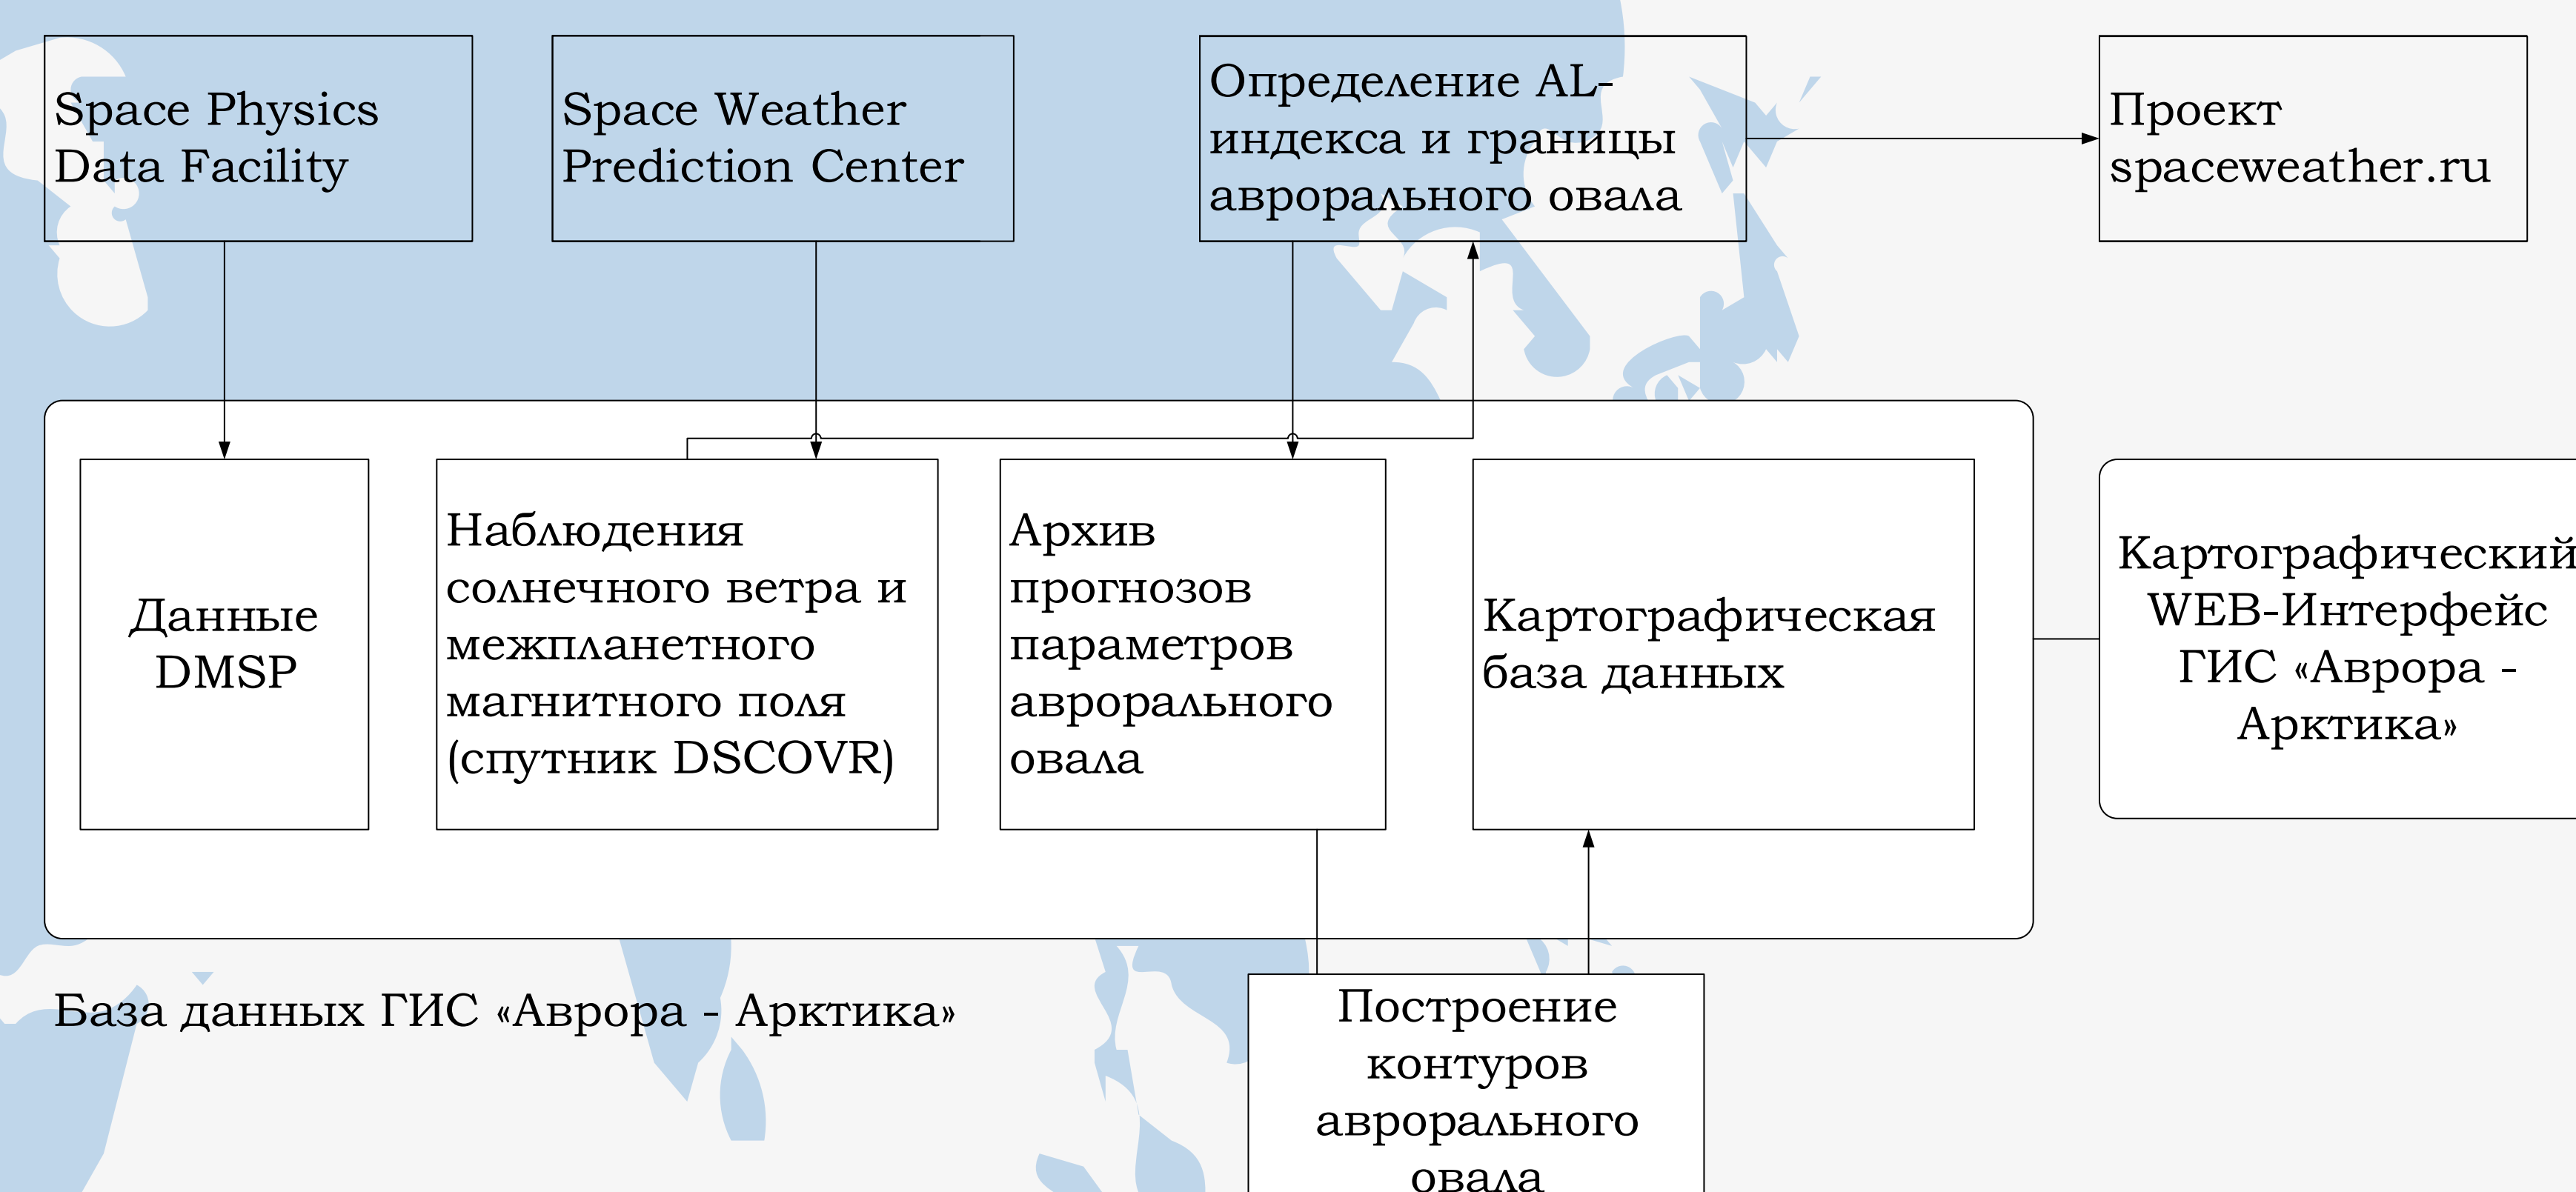 Space Physics
Data Facility
Space Weather
Prediction Center
Определение AL-
индекса и границы
аврорального овала
Проект
spaceweather.ru
Данные
DMSP
Наблюдения
солнечного ветра и
межпланетного
магнитного поля
(спутник DSCOVR)
Архив
прогнозов
параметров
аврорального
овала
Картографическая
база данных
Картографический
WEB-Интерфейс
ГИС «Аврора -
Арктика»
База данных ГИС «Аврора - Арктика»
Построение
контуров
аврорального
овала